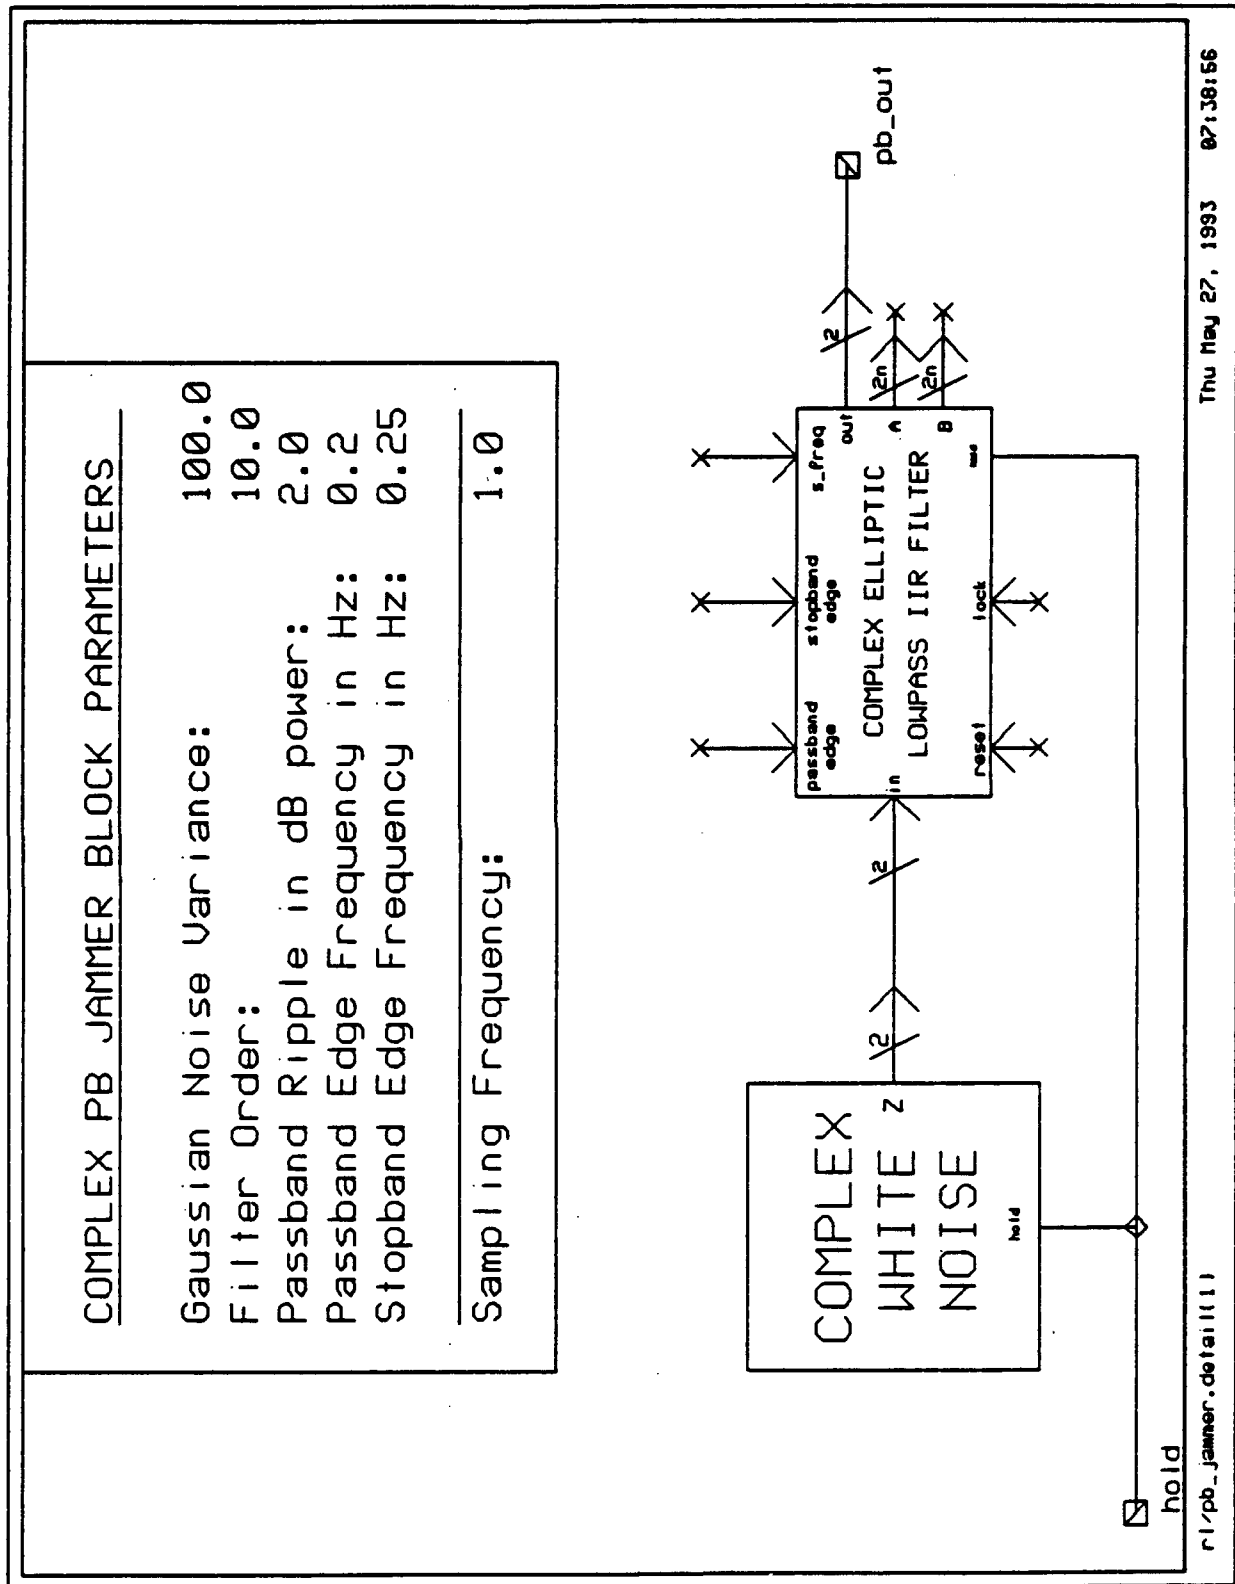 COMPLEX PB JAMMER BLOCK PARAMETERS
Gaussian Noise Variance: 100.0
Filter Order: 10.0
Passband Ripple in dB power: 2.0
Passband Edge Frequency in Hz: 0.2
Stopband Edge Frequency in Hz: 0.25
Sampling Frequency: 1.0
passband
edge
stopband
edge
s_freq
COMPLEX ELLIPTIC
LOWPASS IIR FILTER
in
out
A
B
reset
lock
2
2n
2n
pb_out
COMPLEX
WHITE
NOISE
Z
hold
2
2
hold
rl/pb_jammer.detail(1)
Thu May 27, 1993 07:38:56